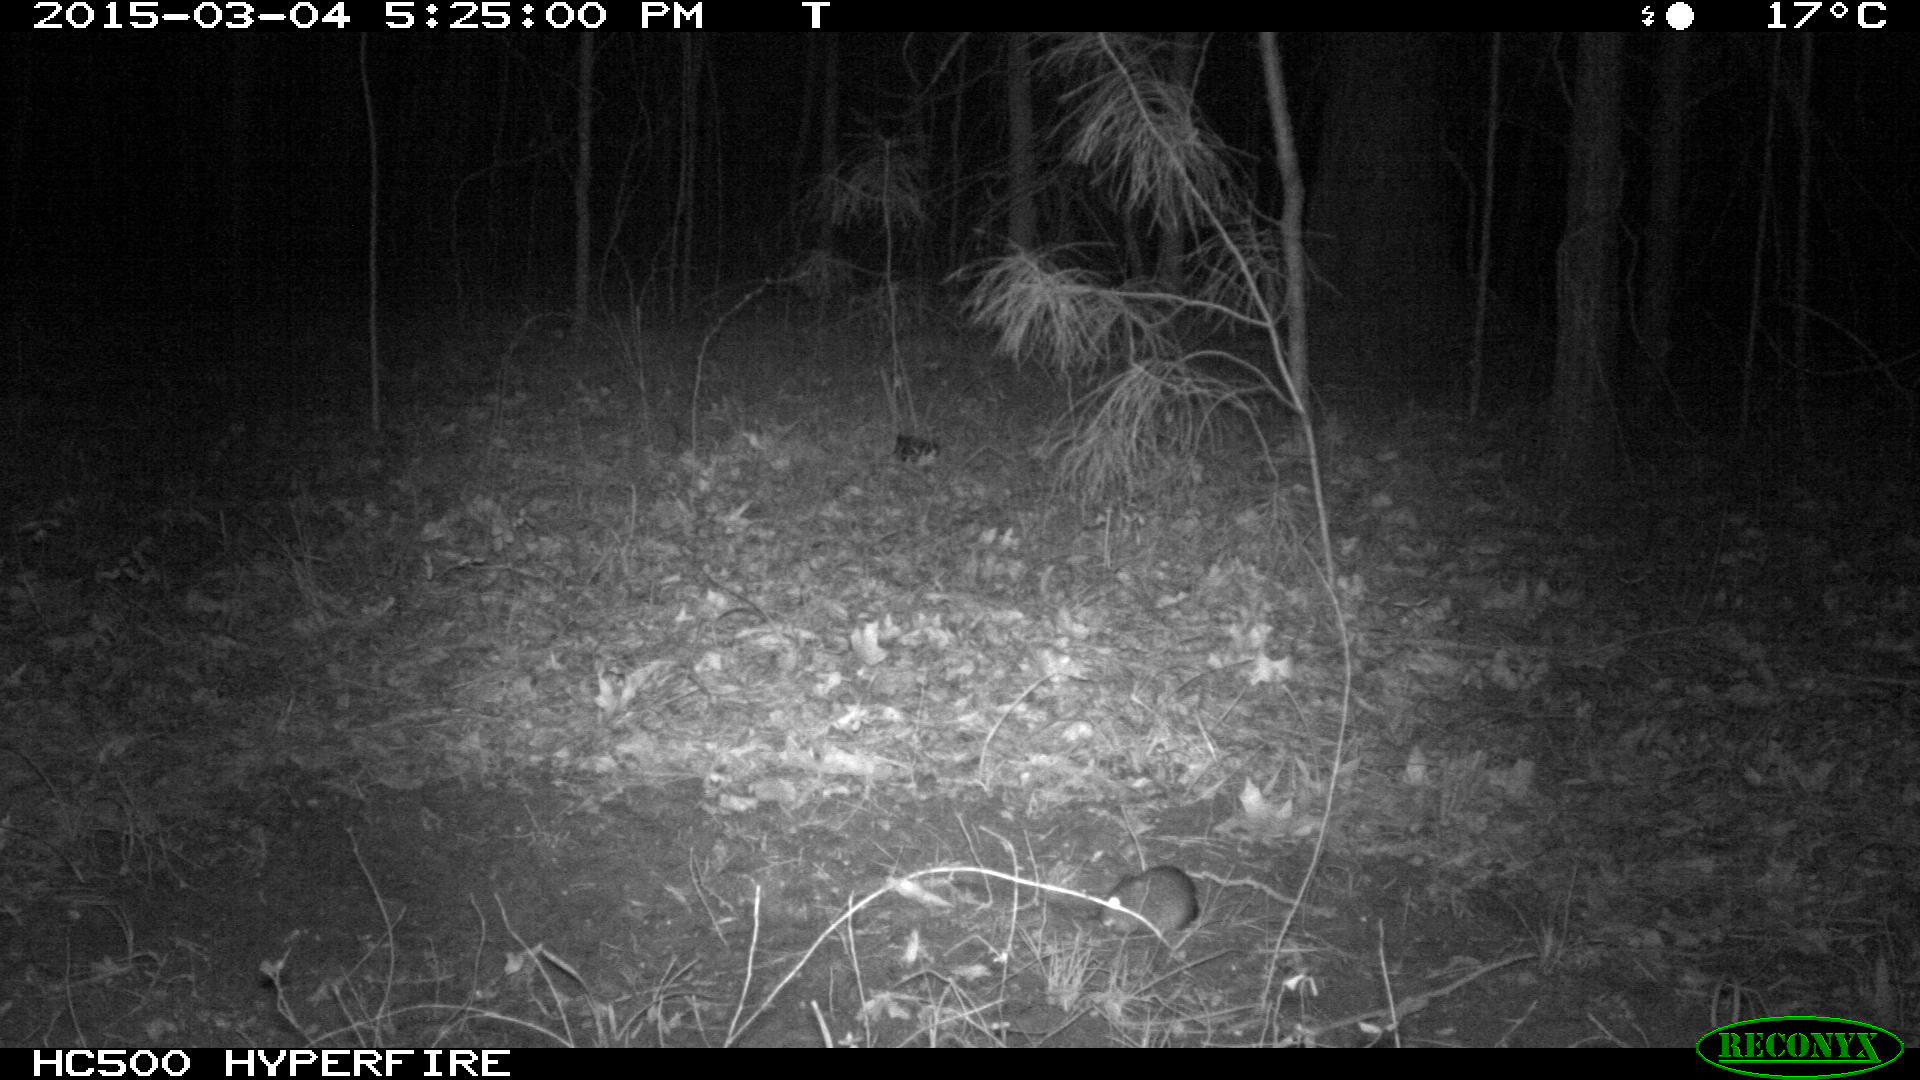 2015-03-04 5:25:00 PM T 17°C
HC500 HYPERFIRE
RECONYX